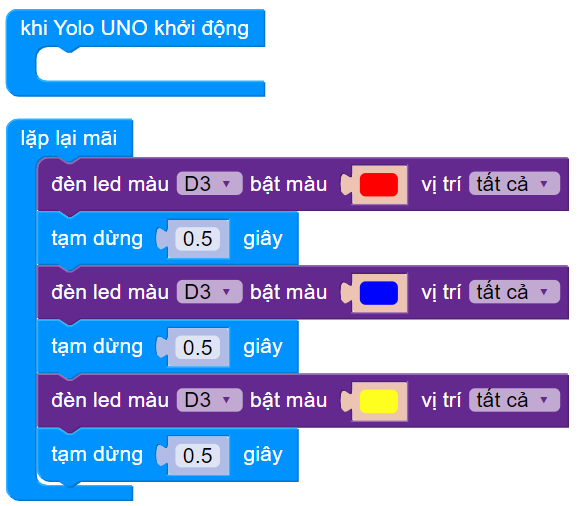 khi Yolo UNO khởi động
lặp lại mãi
đèn led màu D3 bật màu vị trí tất cả
tạm dừng 0.5 giây
đèn led màu D3 bật màu vị trí tất cả
tạm dừng 0.5 giây
đèn led màu D3 bật màu vị trí tất cả
tạm dừng 0.5 giây